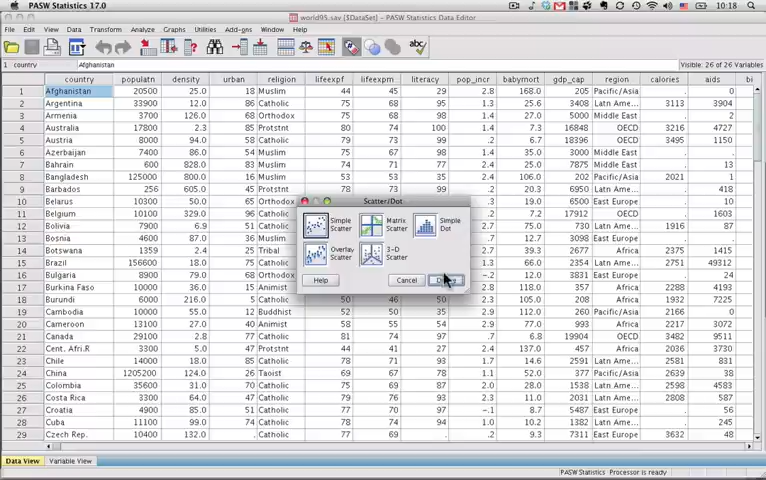 PASW Statistics 17.0 10:18
world95.sav [$DataSet] - PASW Statistics Data Editor
File Edit View Data Transform Analyze Graphs Utilities Add-ons Window Help
1 : country Afghanistan Visible: 26 of 26 Variables
country populatn density urban religion lifeexpf lifeexpm literacy pop_incr babymort gdp_cap region calories aids bi
1 Afghanistan 20500 25.0 18 Muslim 44 45 29 2.8 168.0 205 Pacific/Asia . 0
2 Argentina 33900 12.0 86 Catholic 75 68 95 1.3 25.6 3408 Latn Ame... 3113 3904
3 Armenia 3700 126.0 68 Orthodox 75 68 98 1.4 27.0 5000 Middle East . 2
4 Australia 17800 2.3 85 Protstnt 80 74 100 1.4 7.3 16848 OECD 3216 4727
5 Austria 8000 94.0 58 Catholic 79 73 99 .2 6.7 18396 OECD 3495 1150
6 Azerbaijan 7400 86.0 54 Muslim 75 67 98 1.4 35.0 3000 Middle East . .
7 Bahrain 600 828.0 83 Muslim 74 71 77 2.4 25.0 7875 Middle East . 13
8 Bangladesh 125000 800.0 16 Muslim 53 53 35 2.4 106.0 202 Pacific/Asia 2021 1
9 Barbados 256 605.0 45 Protstnt 78 73 99 .2 20.3 6950 Latn Ame... . 418
10 Belarus 10300 50.0 65 Orthodox 19.0 6500 East Europe . 10
11 Belgium 10100 329.0 96 Catholic .2 7.2 17912 OECD . 1603
12 Bolivia 7900 6.9 51 Catholic 75.0 730 Latn Ame... 1916 87
13 Bosnia 4600 87.0 36 Muslim .7 12.7 3098 East Europe . .
14 Botswana 1359 2.4 25 Tribal 39.3 2677 Africa 2375 1415
15 Brazil 156600 18.0 75 Catholic 66.0 2354 Latn Ame... 2751 49312
16 Bulgaria 8900 79.0 68 Orthodox -.2 12.0 3831 East Europe . 24
17 Burkina Faso 10000 36.0 15 Animist 118.0 357 Africa 2288 4193
18 Burundi 6000 216.0 5 Catholic 50 46 50 208 Africa 1932 7225
19 Cambodia 10000 55.0 12 Buddhist 52 50 35 2.9 112.0 260 Pacific/Asia 2166 0
20 Cameroon 13100 27.0 40 Animist 58 55 54 2.9 77.0 993 Africa 2217 3072
21 Canada 29100 2.8 77 Catholic 81 74 97 .7 6.8 19904 OECD 3482 9511
22 Cent. Afri.R 3300 5.0 47 Protstnt 44 41 27 2.4 137.0 457 Africa 2036 3730
23 Chile 14000 18.0 85 Catholic 78 71 93 1.7 14.6 2591 Latn Ame... 2581 831
24 China 1205200 124.0 26 Taoist 69 67 78 1.1 52.0 377 Pacific/Asia 2639 361
25 Colombia 35600 31.0 70 Catholic 75 69 87 2.0 28.0 1538 Latn Ame... 2598 4583
26 Costa Rica 3300 64.0 47 Catholic 79 76 93 2.3 11.0 2031 Latn Ame... 2808 587
27 Croatia 4900 85.0 51 Catholic 77 70 97 -.1 8.7 5487 East Europe . 56
28 Cuba 11100 99.0 74 Catholic 78 74 94 1.0 10.2 1382 Latn Ame... . 245
29 Czech Rep. 10400 132.0 . Catholic 77 69 . .2 9.3 7311 East Europe 3632 48
Scatter/Dot
Simple Scatter Matrix Scatter Simple Dot
Overlay Scatter 3-D Scatter
Help Cancel
Data View Variable View
PASW Statistics Processor is ready